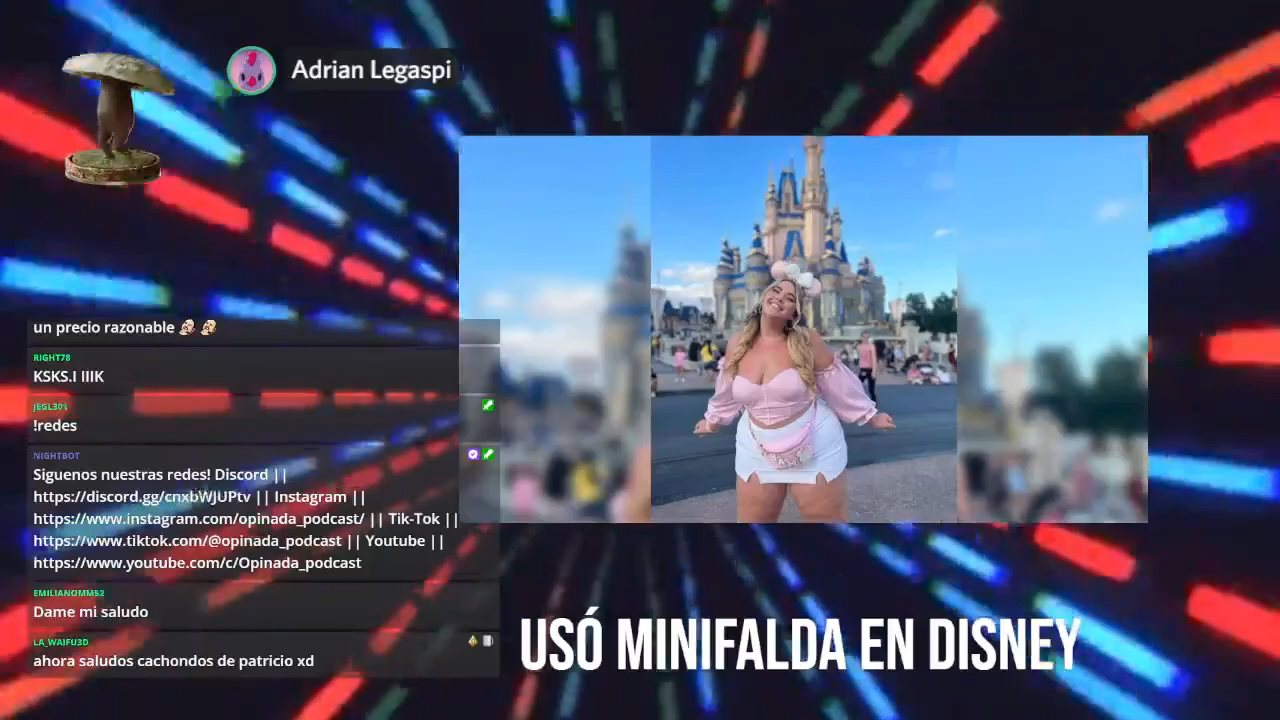 Adrian Legaspi
un precio razonable
RIGHT78
KSKS.I IIIK
JEGL301
!redes
NIGHTBOT
Siguenos nuestras redes! Discord ||
https://discord.gg/cnxbWJUPtv || Instagram ||
https://www.instagram.com/opinada_podcast/ || Tik-Tok ||
https://www.tiktok.com/@opinada_podcast || Youtube ||
https://www.youtube.com/c/Opinada_podcast
EMILIANOMM52
Dame mi saludo
LA_WAIFU3D
ahora saludos cachondos de patricio xd
USÓ MINIFALDA EN DISNEY